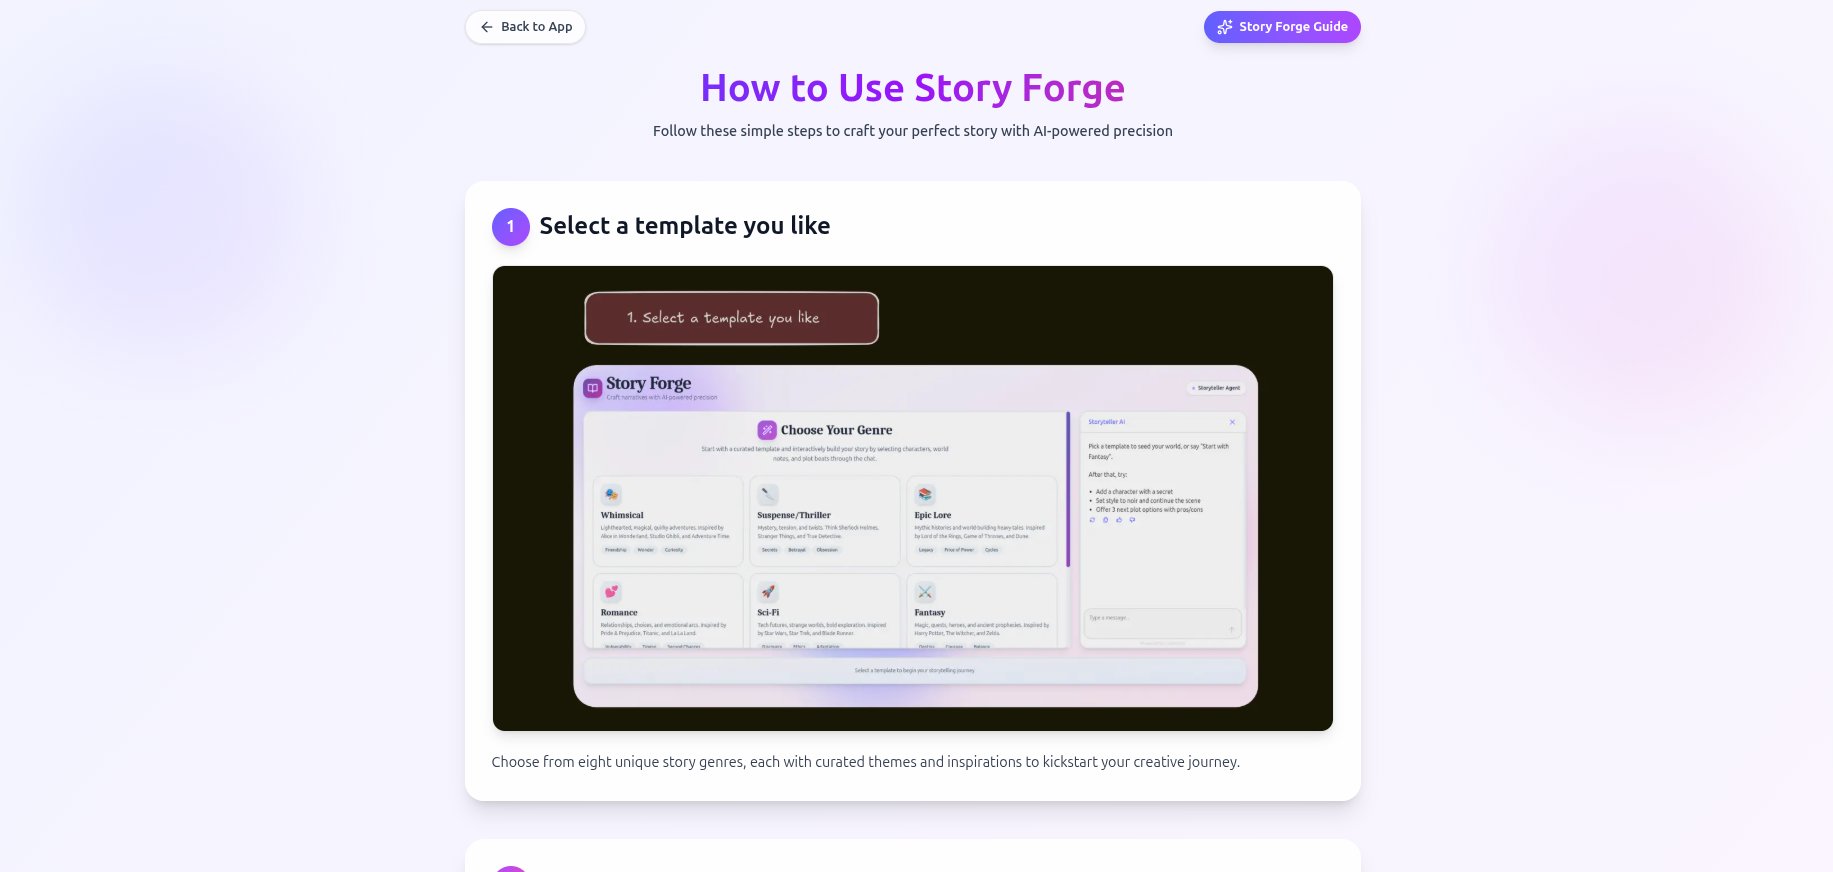 Back to App
Story Forge Guide
How to Use Story Forge
Follow these simple steps to craft your perfect story with AI-powered precision
1
Select a template you like
1. Select a template you like
Story Forge
Craft narratives with AI-powered precision
Storyteller Agent
Choose Your Genre
Start with a curated template and interactively build your story by selecting characters, world
notes, and plot beats through the chat.
Storyteller AI
Pick a template to seed your world, or say "Start with
Fantasy".
After that, try:
• Add a character with a secret
• Set style to noir and continue the scene
• Offer 3 next plot options with pros/cons
Whimsical
Lighthearted, magical, quirky adventures. Inspired by
Alice in Wonderland, Studio Ghibli, and Adventure Time.
Friendship Wonder Curiosity
Suspense/Thriller
Mystery, tension, and twists. Think Sherlock Holmes,
Stranger Things, and True Detective.
Secrets Betrayal Obsession
Epic Lore
Mythic histories and world-building heavy tales. Inspired
by Lord of the Rings, Game of Thrones, and Dune.
Legacy Price of Power Cycles
Romance
Relationships, choices, and emotional arcs. Inspired by
Pride & Prejudice, Titanic, and La La Land.
Sci-Fi
Tech futures, strange worlds, bold exploration. Inspired
by Star Wars, Star Trek, and Blade Runner.
Fantasy
Magic, quests, heroes, and ancient prophecies. Inspired by
Harry Potter, The Witcher, and Zelda.
Type a message...
Select a template to begin your storytelling journey
Choose from eight unique story genres, each with curated themes and inspirations to kickstart your creative journey.